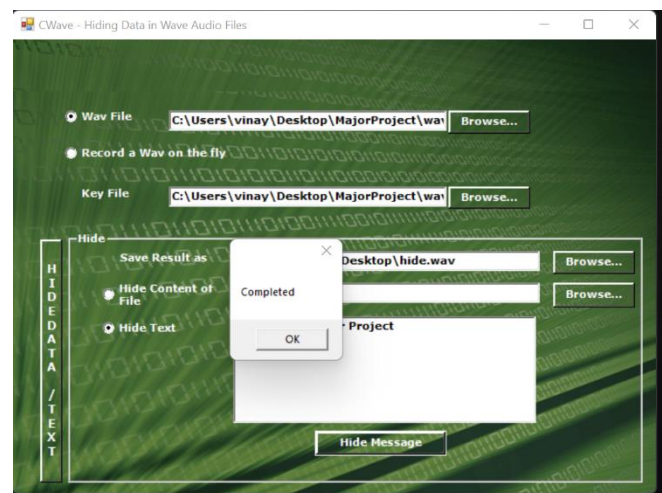 CWave - Hiding Data in Wave Audio Files
Wav File C:\Users\vinay\Desktop\MajorProject\wav Browse...
Record a Wav on the fly
Key File C:\Users\vinay\Desktop\MajorProject\wav Browse...
Hide
Save Result as Desktop\hide.wav Browse...
Hide Content of
File Browse...
Completed
Hide Text Project
OK
Hide Message
HIDEDATA /TEXT